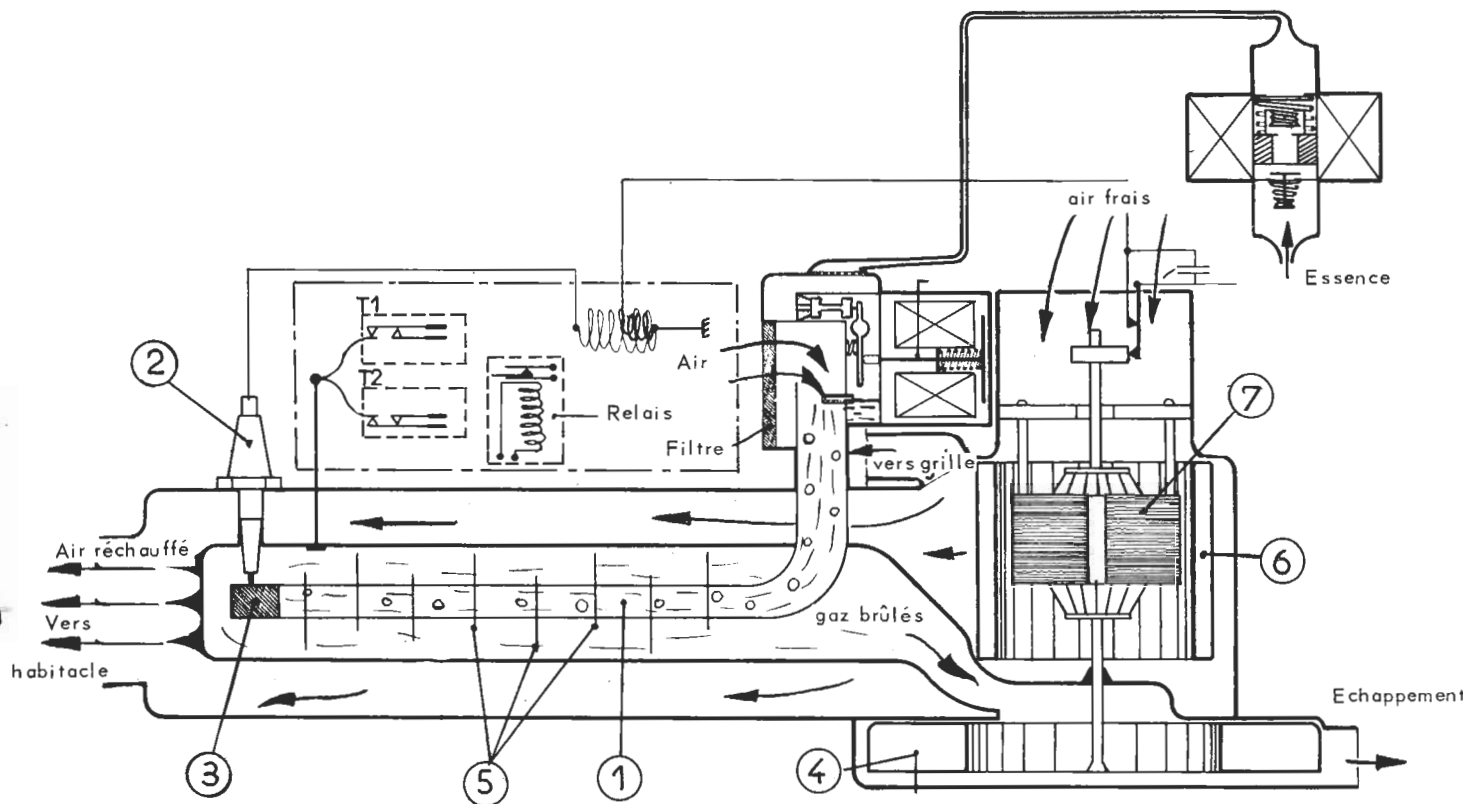 air frais
Essence
T1
T2
Air
Relais
Filtre
vers grille
2
7
6
Air réchauffé
Vers
habitacle
gaz brûlés
Echappement
3
5
1
4